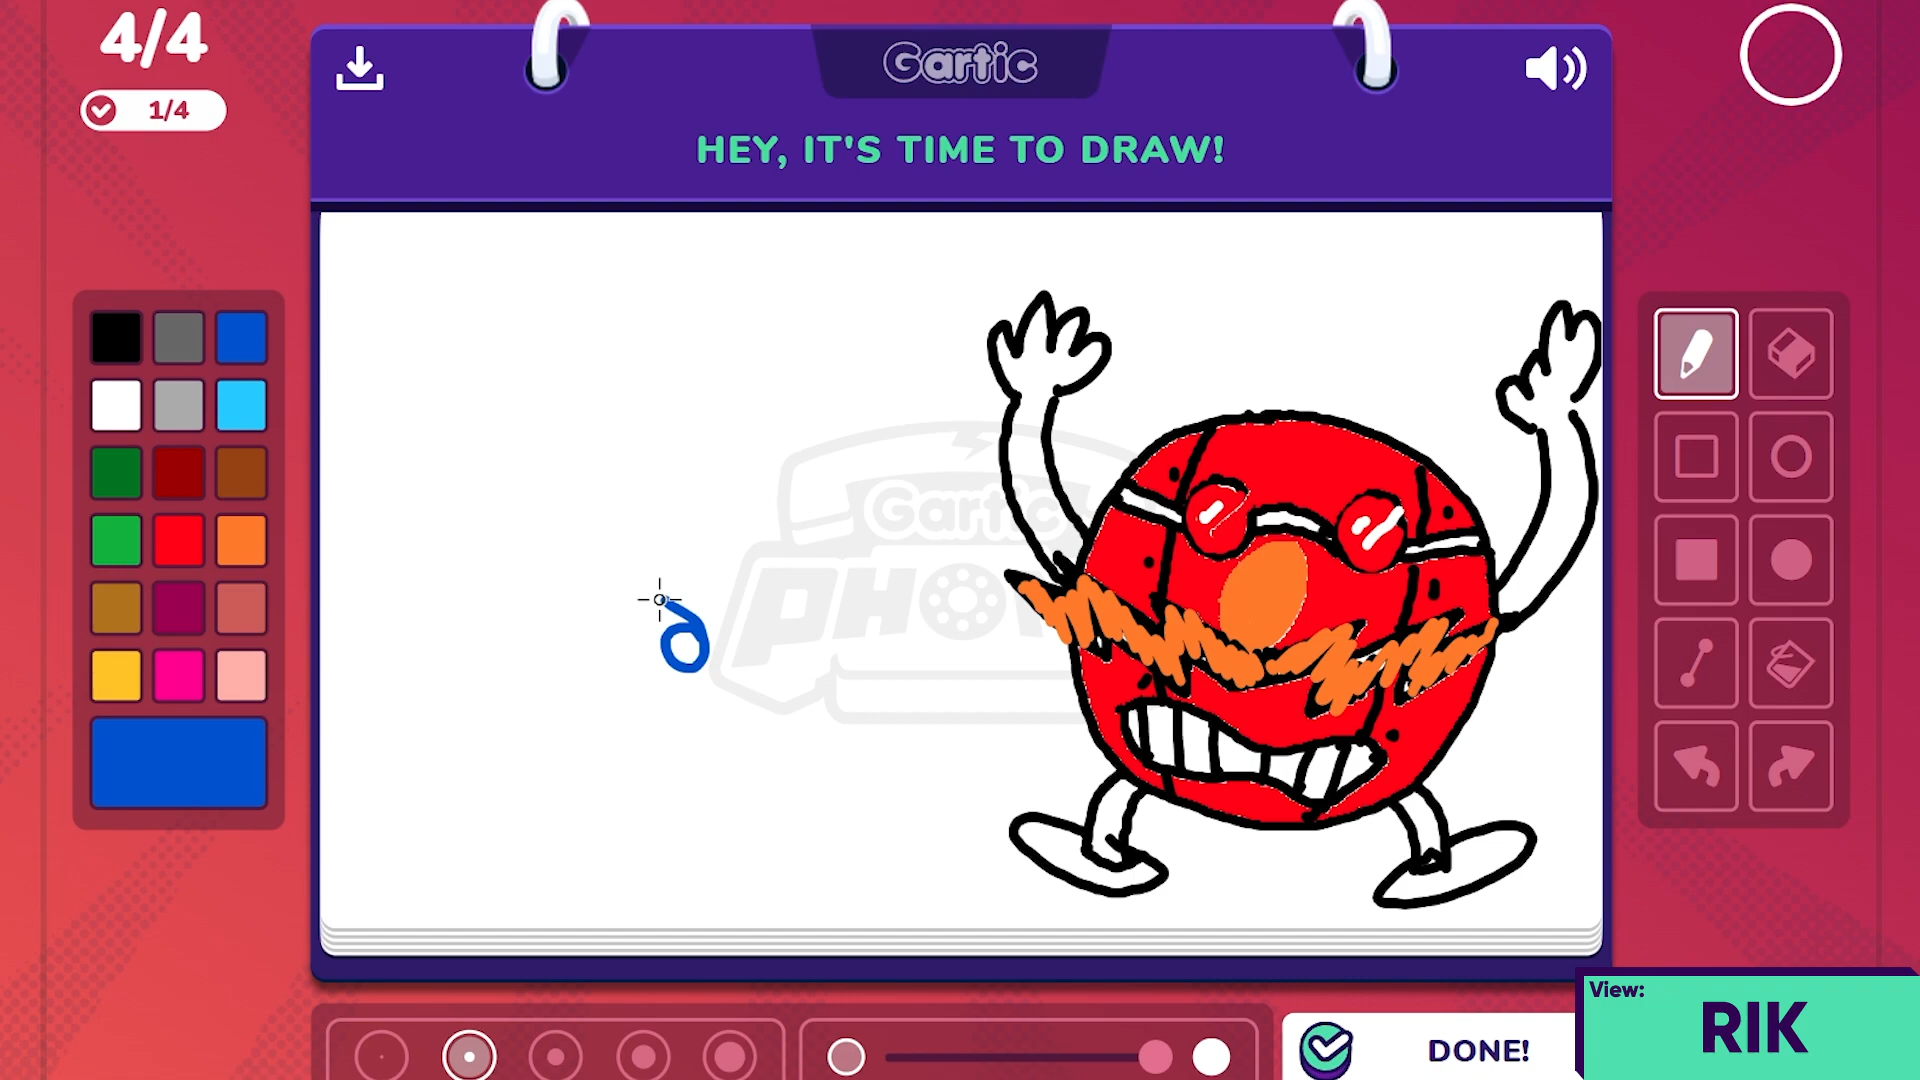 4/4
1/4
Gartic
HEY, IT'S TIME TO DRAW!
Gartic
PHO
DONE!
View:
RIK